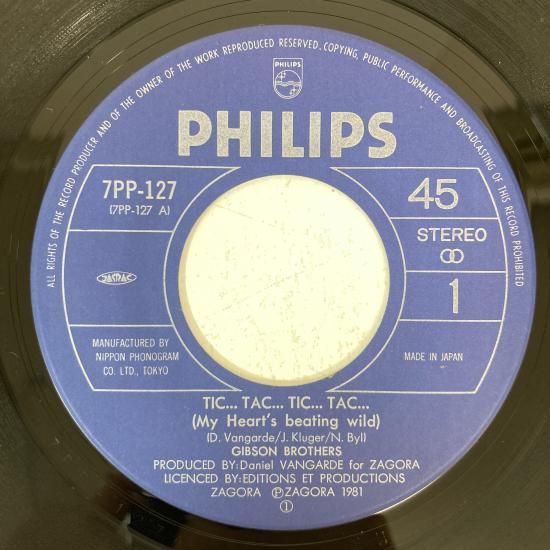 ALL RIGHTS OF THE RECORD PRODUCER AND OF THE OWNER OF THE WORK REPRODUCED RESERVED. COPYING, PUBLIC PERFORMANCE AND BROADCASTING OF THIS RECORD PROHIBITED
PHILIPS
PHILIPS
7PP-127
(7PP-127 A)
45
STEREO
1
MANUFACTURED BY
NIPPON PHONOGRAM
CO. LTD., TOKYO
MADE IN JAPAN
TIC... TAC... TIC... TAC...
(My Heart's beating wild)
(D. Vangarde/J. Kluger/N. Byl)
GIBSON BROTHERS
PRODUCED BY: Daniel VANGARDE for ZAGORA
LICENCED BY: EDITIONS ET PRODUCTIONS
ZAGORA ⓅZAGORA 1981
①